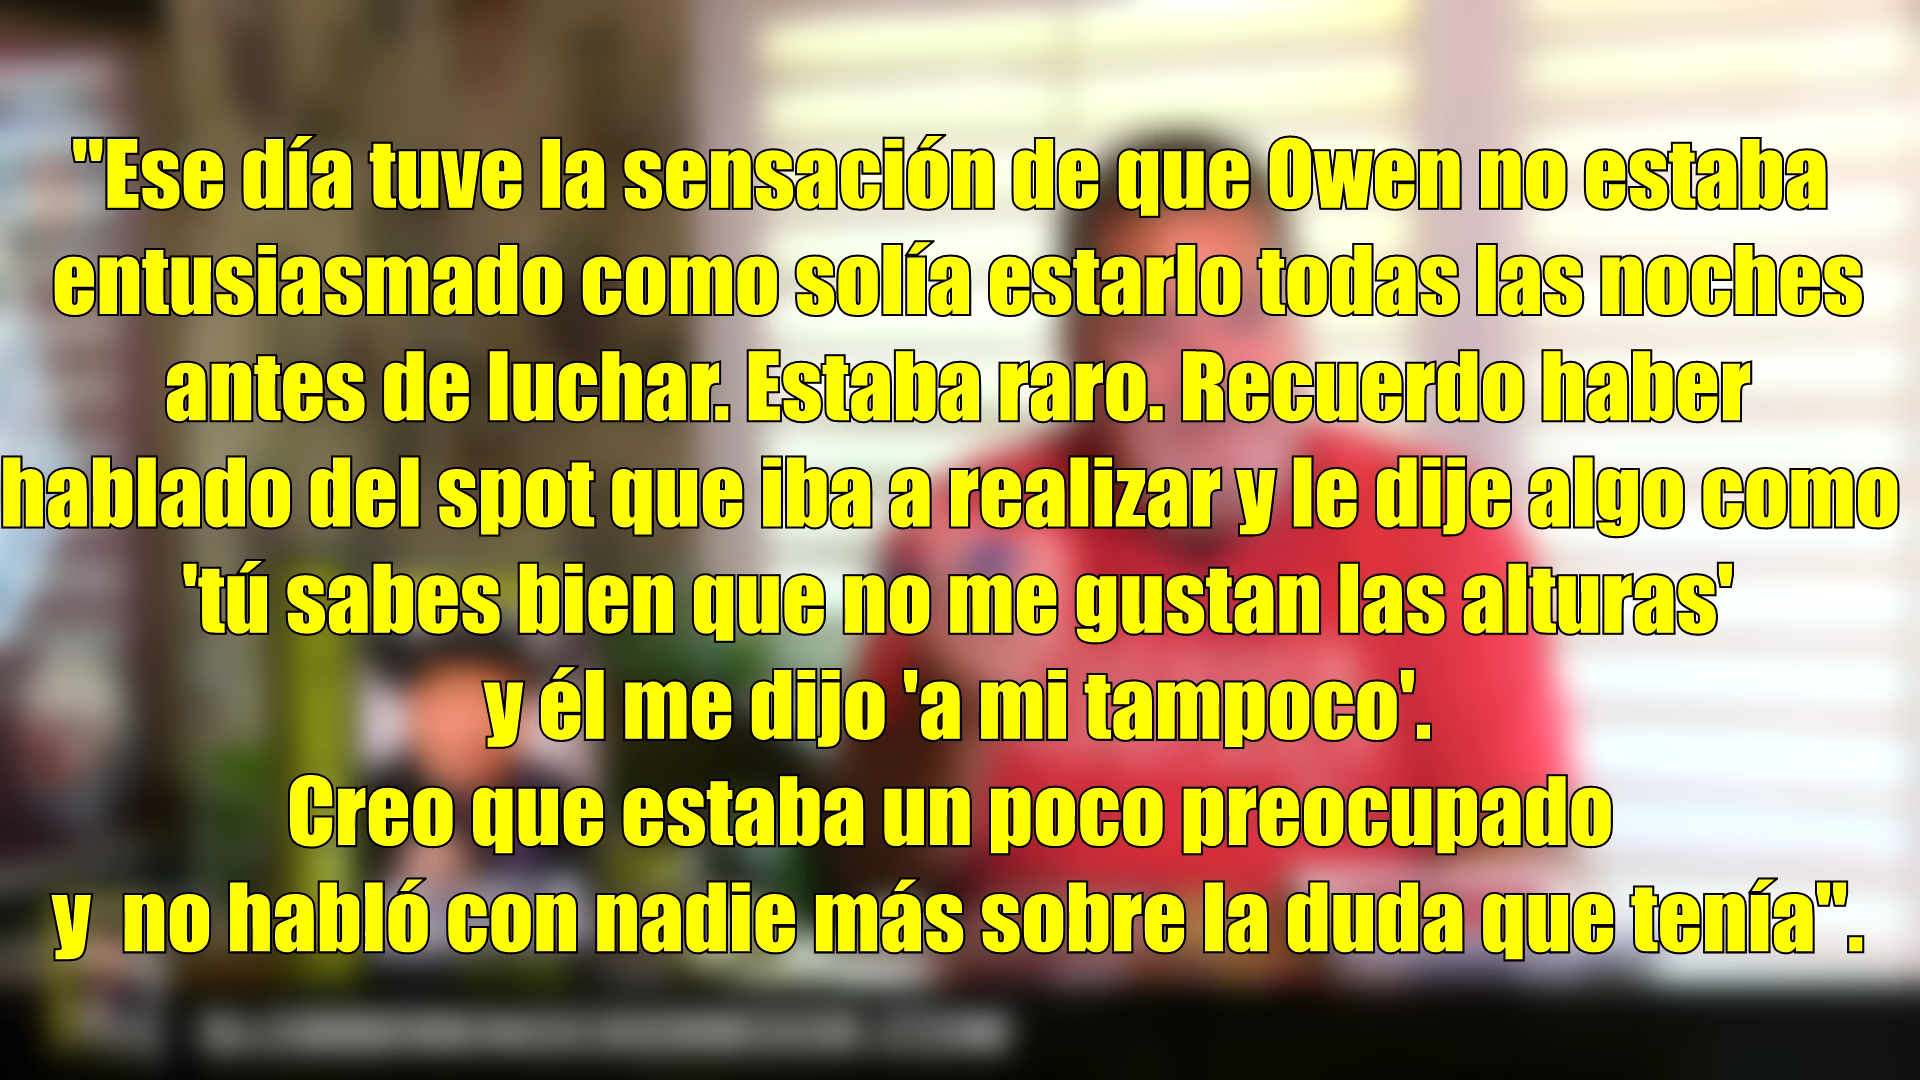 "Ese día tuve la sensación de que Owen no estaba
entusiasmado como solía estarlo todas las noches
antes de luchar. Estaba raro. Recuerdo haber
hablado del spot que iba a realizar y le dije algo como
'tú sabes bien que no me gustan las alturas'
y él me dijo 'a mi tampoco'.
Creo que estaba un poco preocupado
y no habló con nadie más sobre la duda que tenía".